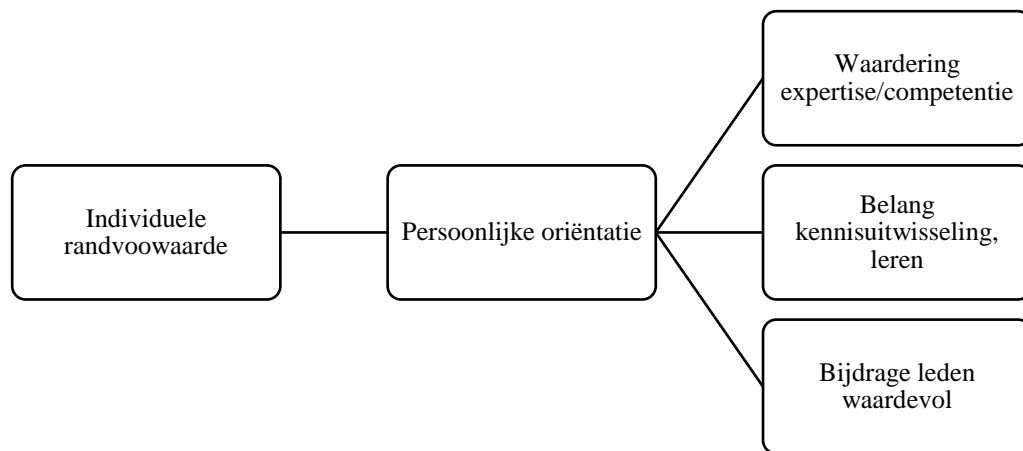 Individuele
randvoowaarde
Persoonlijke oriëntatie
Waardering
expertise/competentie
Belang
kennisuitwisseling,
leren
Bijdrage leden
waardevol